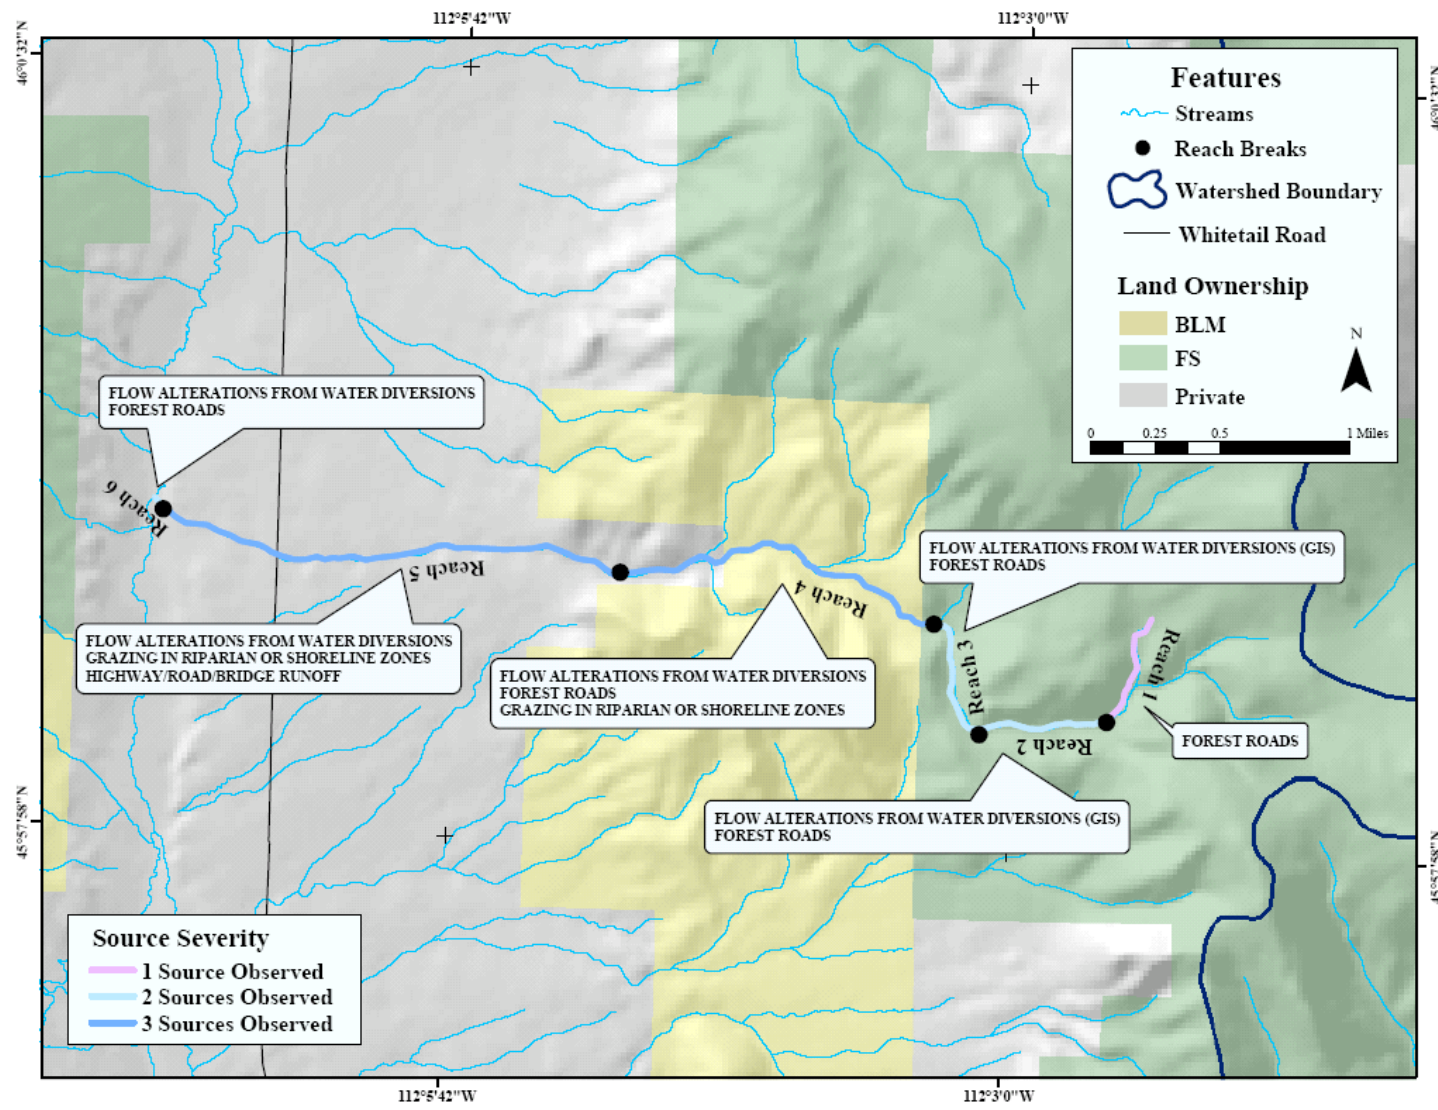 112°5'42"W
112°3'0"W
46°0'32"N
46°0'32"N
Features
Streams
Reach Breaks
Watershed Boundary
Whitetail Road
Land Ownership
BLM
FS
Private
N
0 0.25 0.5 1 Miles
FLOW ALTERATIONS FROM WATER DIVERSIONS
FOREST ROADS
Reach 6
Reach 5
Reach 4
FLOW ALTERATIONS FROM WATER DIVERSIONS (GIS)
FOREST ROADS
FLOW ALTERATIONS FROM WATER DIVERSIONS
GRAZING IN RIPARIAN OR SHORELINE ZONES
HIGHWAY/ROAD/BRIDGE RUNOFF
FLOW ALTERATIONS FROM WATER DIVERSIONS
FOREST ROADS
GRAZING IN RIPARIAN OR SHORELINE ZONES
Reach 3
Reach 1
Reach 2
FOREST ROADS
FLOW ALTERATIONS FROM WATER DIVERSIONS (GIS)
FOREST ROADS
45°57'58"N
45°57'58"N
Source Severity
1 Source Observed
2 Sources Observed
3 Sources Observed
112°5'42"W
112°3'0"W